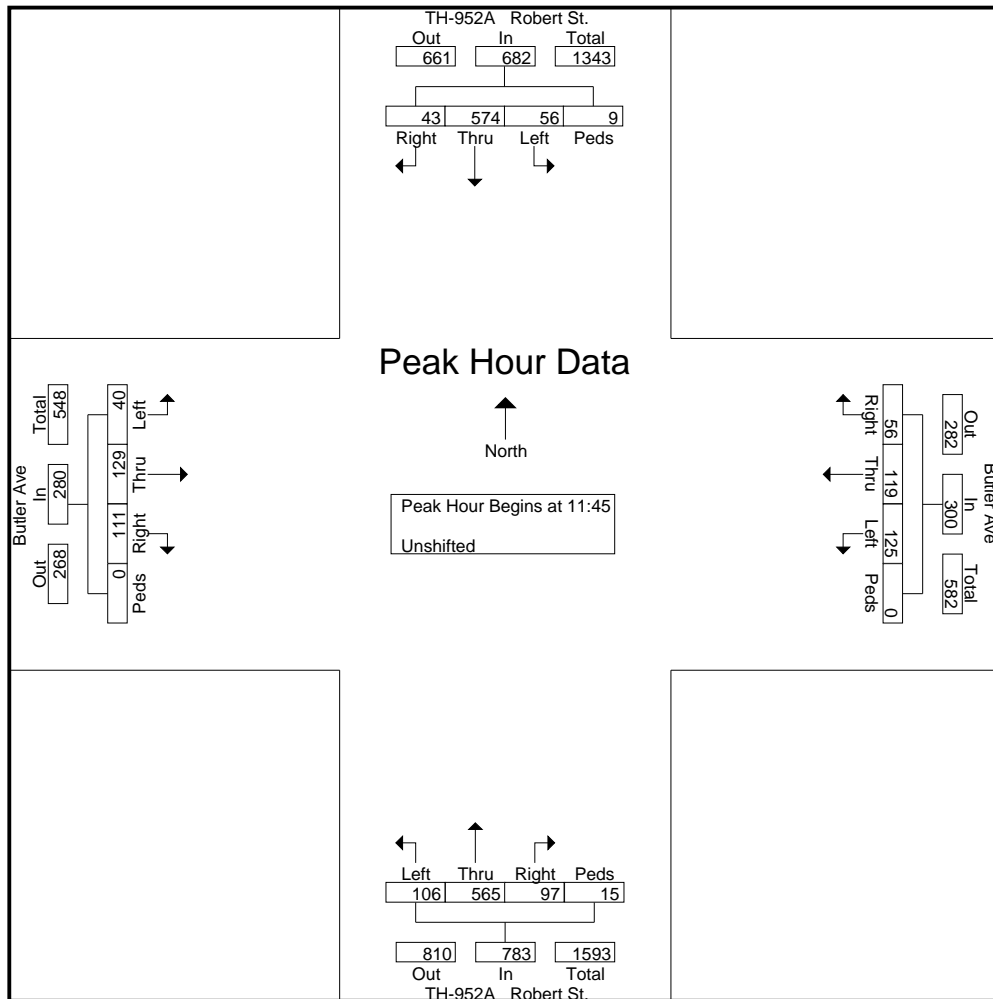 TH-952A Robert St.
Out In Total
661 682 1343
43 574 56 9
Right Thru Left Peds
Peak Hour Data
North
Peak Hour Begins at 11:45
Unshifted
Butler Ave
Total In Out
548 280 268
40 129 111 0
Left Thru Right Peds
Butler Ave
Out In Total
282 300 582
56 119 125 0
Right Thru Left Peds
Left Thru Right Peds
106 565 97 15
810 783 1593
Out In Total
TH-952A Robert St.